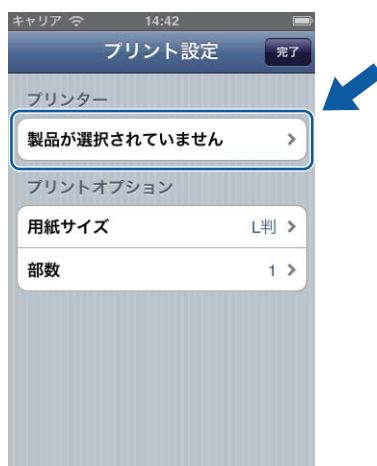 キャリア 14:42
プリント設定 完了
プリンター
製品が選択されていません
プリントオプション
用紙サイズ L判
部数 1